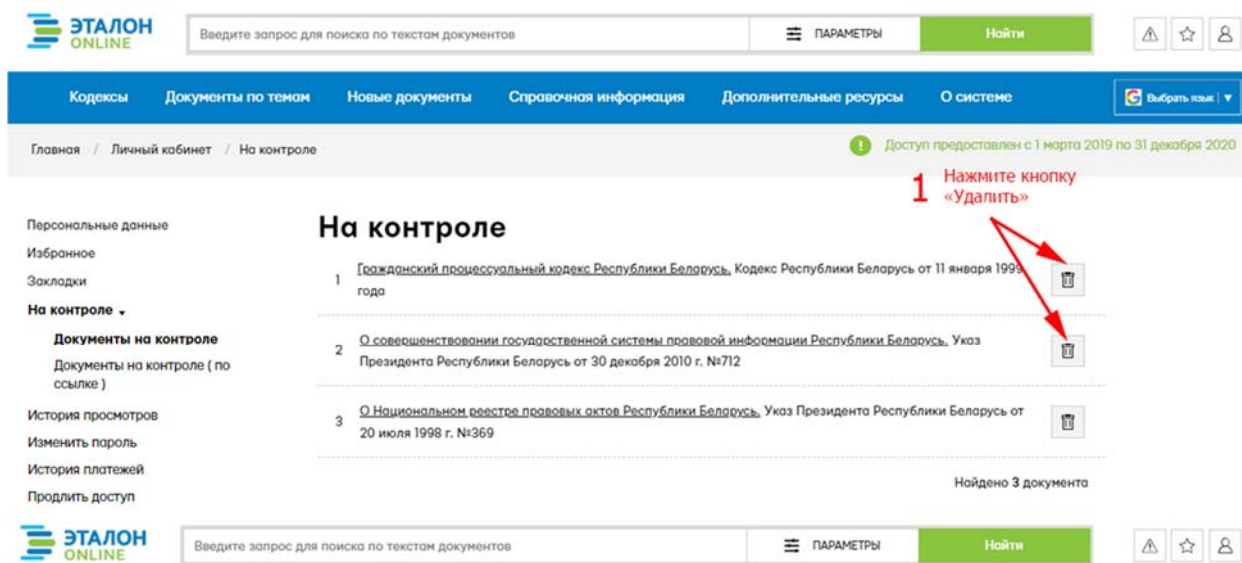 ЭТАЛОН
ONLINE
Введите запрос для поиска по текстам документов
ПАРАМЕТРЫ
Найти
Кодексы
Документы по темам
Новые документы
Справочная информация
Дополнительные ресурсы
О системе
Выбрать язык
Главная / Личный кабинет / На контроле
Доступ предоставлен с 1 марта 2019 по 31 декабря 2020
1 Нажмите кнопку
«Удалить»
Персональные данные
Избранное
Закладки
На контроле
Документы на контроле
Документы на контроле ( по
ссылке )
История просмотров
Изменить пароль
История платежей
Продлить доступ
На контроле
1 Гражданский процессуальный кодекс Республики Беларусь. Кодекс Республики Беларусь от 11 января 1999
года
2 О совершенствовании государственной системы правовой информации Республики Беларусь. Указ
Президента Республики Беларусь от 30 декабря 2010 г. №712
3 О Национальном реестре правовых актов Республики Беларусь. Указ Президента Республики Беларусь от
20 июля 1998 г. №369
Найдено 3 документа
ЭТАЛОН
ONLINE
Введите запрос для поиска по текстам документов
ПАРАМЕТРЫ
Найти